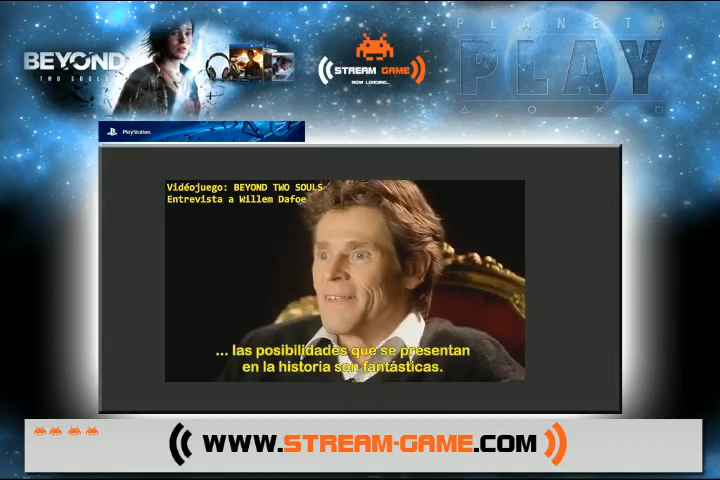 BEYOND
TWO SOULS
STREAM GAME
NOW LOADING...
PLANETA
PLAY
PlayStation
Vidéojuego: BEYOND TWO SOULS
Entrevista a Willem Dafoe
... las posibilidades que se presentan
en la historia son fantásticas.
WWW.STREAM-GAME.COM